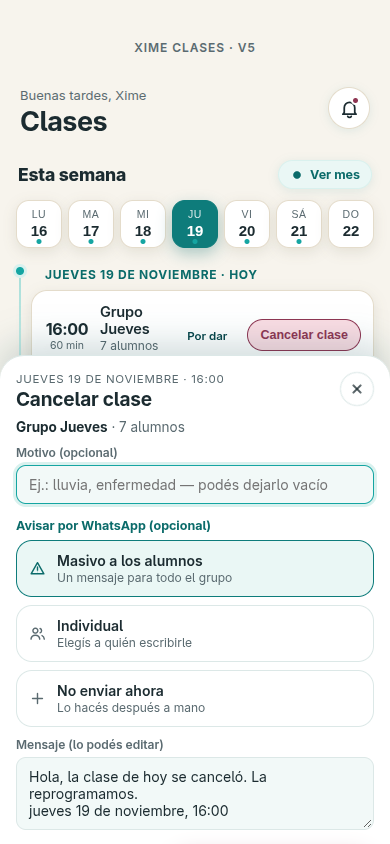 XIME CLASES · V5
Buenas tardes, Xime
Clases
Esta semana
Ver mes
LU MA MI JU VI SÁ DO
16 17 18 19 20 21 22
JUEVES 19 DE NOVIEMBRE · HOY
16:00
60 min
Grupo
Jueves
7 alumnos
Por dar
Cancelar clase
JUEVES 19 DE NOVIEMBRE · 16:00
Cancelar clase
Grupo Jueves · 7 alumnos
Motivo (opcional)
Ej.: lluvia, enfermedad — podés dejarlo vacío
Avisar por WhatsApp (opcional)
Masivo a los alumnos
Un mensaje para todo el grupo
Individual
Elegís a quién escribirle
No enviar ahora
Lo hacés después a mano
Mensaje (lo podés editar)
Hola, la clase de hoy se canceló. La
reprogramamos.
jueves 19 de noviembre, 16:00